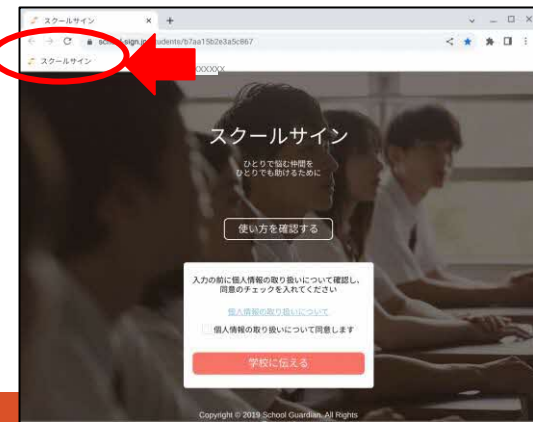 スクールサイン
school-sign.jp/students/b7aa15b2e3a5c867
スクールサイン
xxxxxx
スクールサイン
ひとりで悩む仲間を
ひとりでも助けるために
使い方を確認する
入力の前に個人情報の取り扱いについて確認し、
同意のチェックを入れてください
個人情報の取り扱いについて
個人情報の取り扱いについて同意します
学校に伝える
Copyright © 2019 School Guardian. All Rights